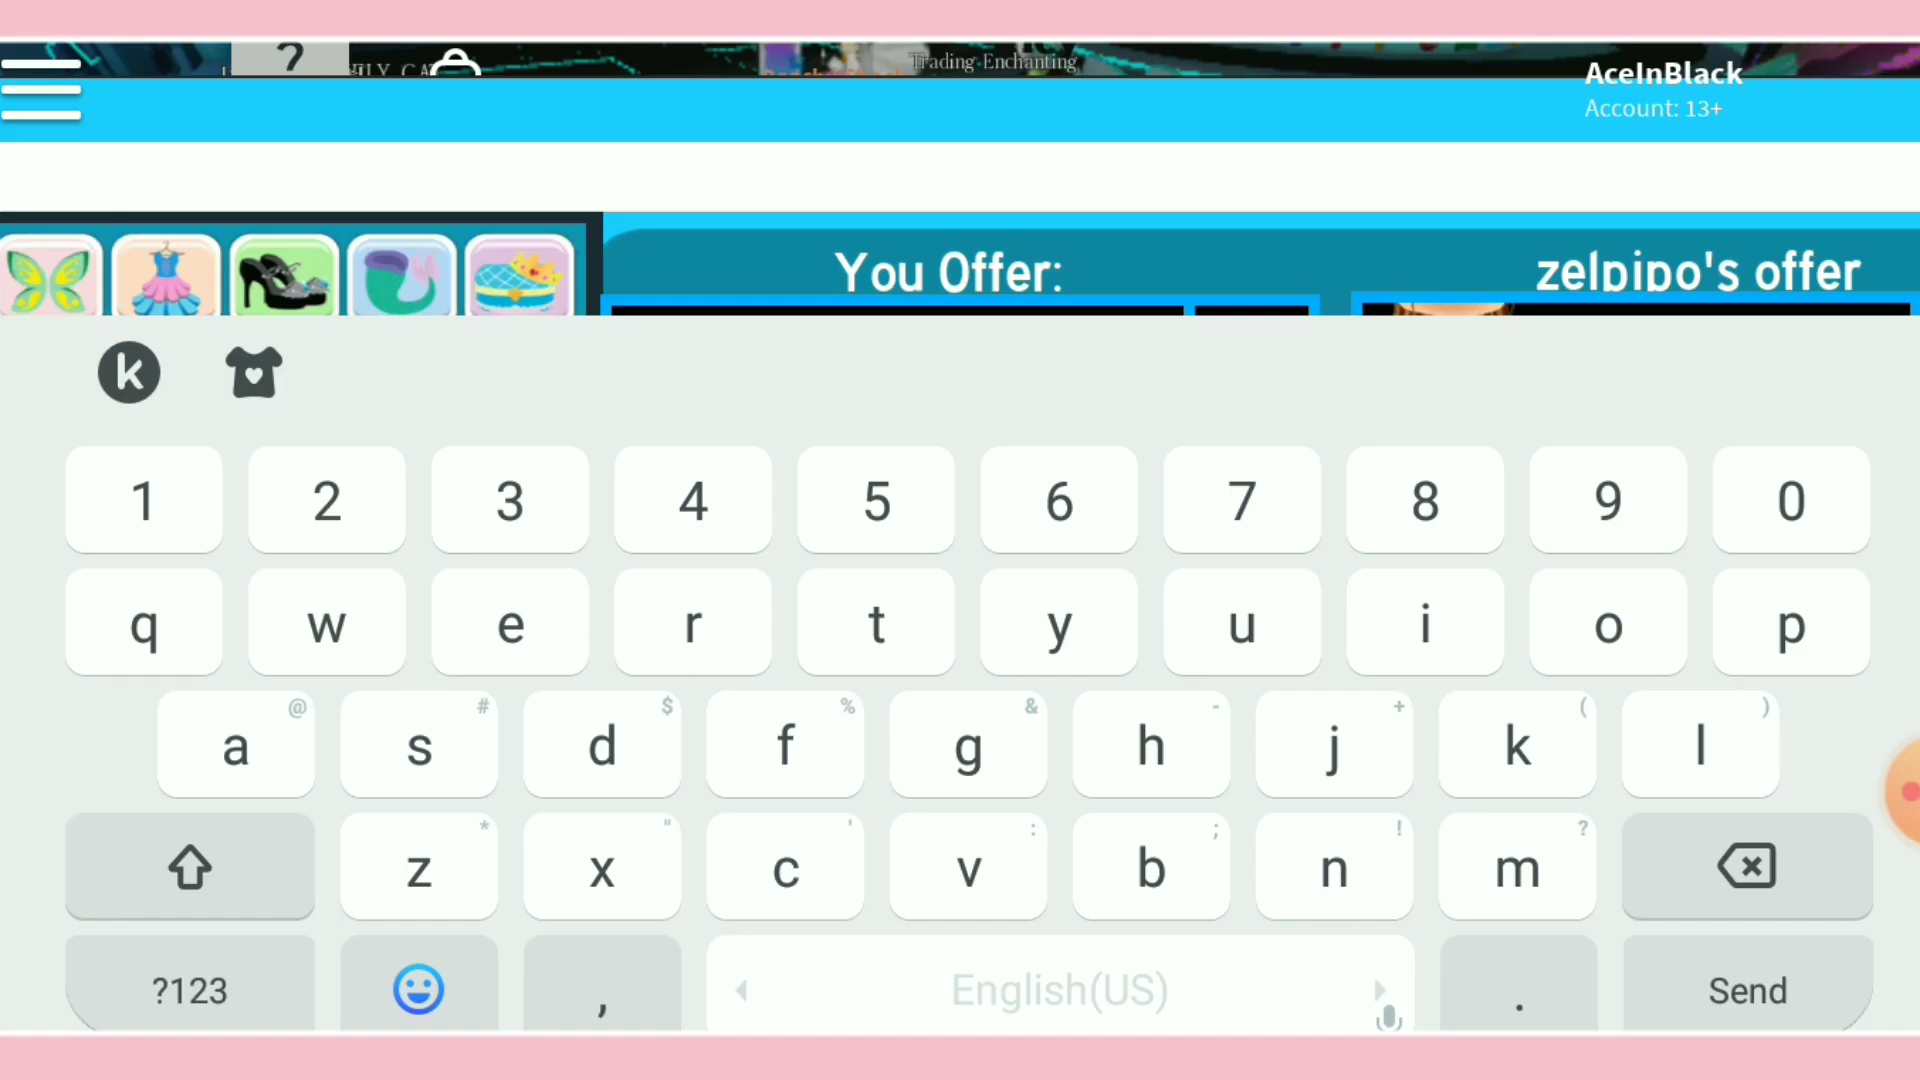 ?
Trading Enchanting
AceInBlack
Account: 13+
You Offer:
zelpipo's offer
k
1 2 3 4 5 6 7 8 9 0
q w e r t y u i o p
@ # $ % & - + ( )
a s d f g h j k l
* " ' : ; ! ?
z x c v b n m
?123 , English(US) . Send